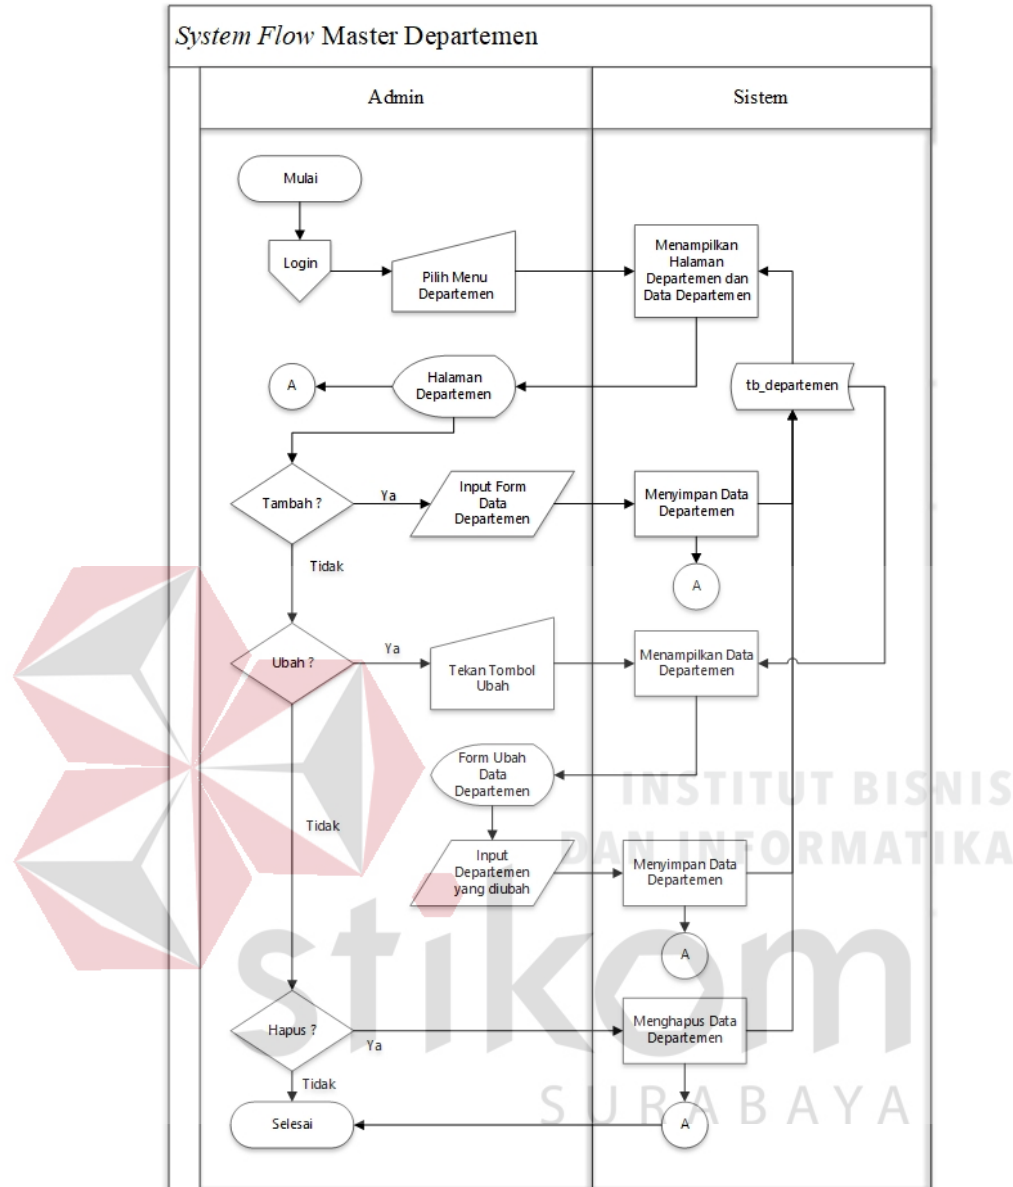 System Flow Master Departemen
Admin
Sistem
Mulai
Login
Pilih Menu
Departemen
Menampilkan
Halaman
Departemen dan
Data Departemen
A
Halaman
Departemen
tb_departemen
Tambah ?
Ya
Input Form
Data
Departemen
Menyimpan Data
Departemen
Tidak
A
Ubah ?
Ya
Tekan Tombol
Ubah
Menampilkan Data
Departemen
Form Ubah
Data
Departemen
INSTITUT BISNIS
DAN INFORMATIKA
Tidak
Input
Departemen
yang diubah
Menyimpan Data
Departemen
stikom
A
Hapus ?
Ya
Menghapus Data
Departemen
Tidak
SURABAYA
Selesai
A